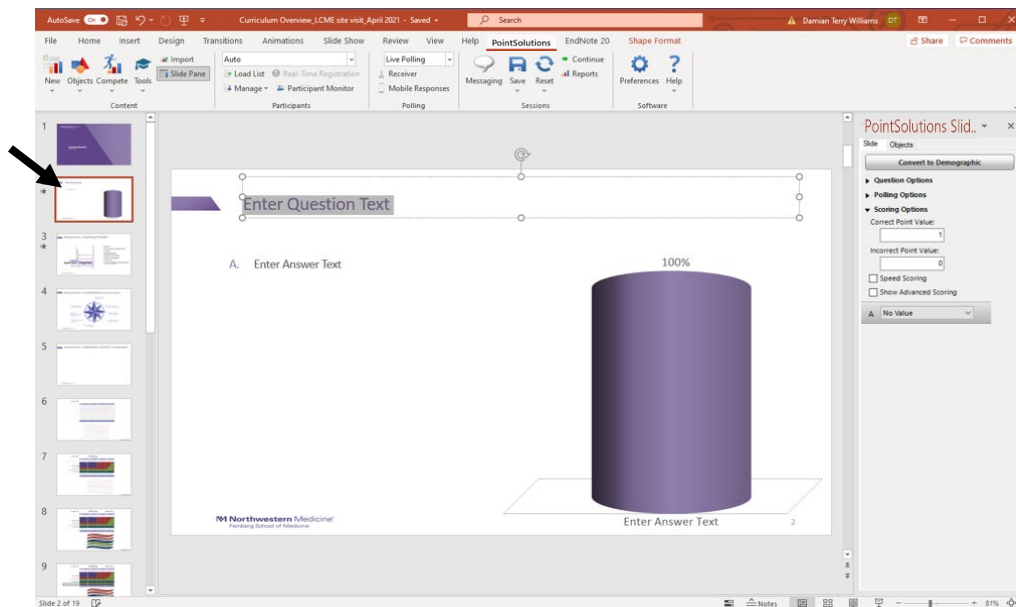 AutoSave On Curriculum Overview_LCME site visit_April 2021 - Saved Search Damian Terry Williams DT
File Home Insert Design Transitions Animations Slide Show Review View Help PointSolutions EndNote 20 Shape Format Share Comments
New Objects Compete Tools
Import
Slide Pane
Content
Auto
Load List Real-Time Registration
Manage Participant Monitor
Participants
Live Polling
Receiver
Mobile Responses
Polling
Messaging Save Reset
Continue
Reports
Sessions
Preferences Help
Software
1
3
4
5
6
7
8
9
Enter Question Text
A. Enter Answer Text
100%
Enter Answer Text
Northwestern Medicine
Feinberg School of Medicine
2
PointSolutions Slid..
Slide Objects
Convert to Demographic
Question Options
Polling Options
Scoring Options
Correct Point Value:
1
Incorrect Point Value:
0
Speed Scoring
Show Advanced Scoring
A No Value
Slide 2 of 19 Notes 81%